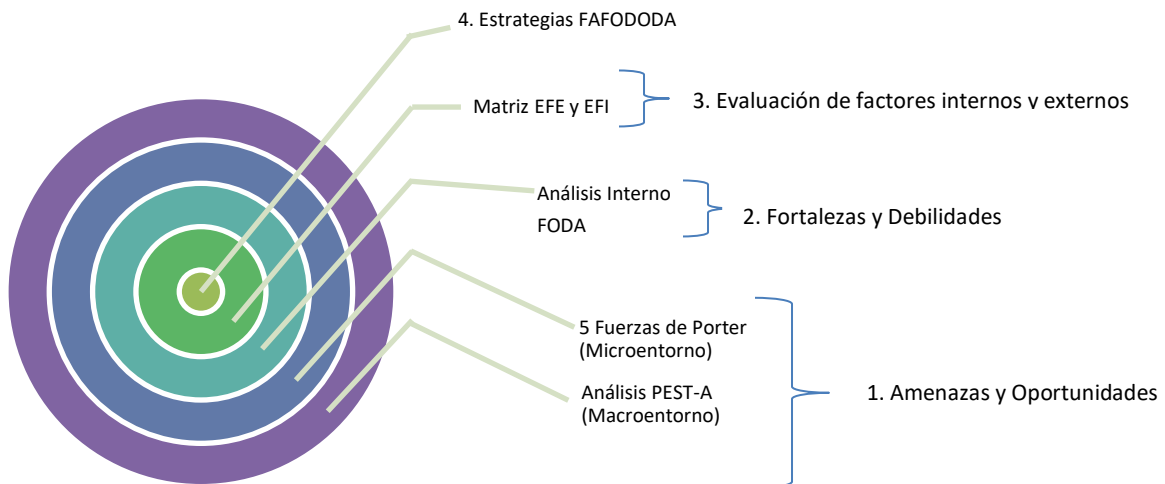 4. Estrategias FAFODODA
Matriz EFE y EFI
3. Evaluación de factores internos v externos
Análisis Interno
FODA
2. Fortalezas y Debilidades
5 Fuerzas de Porter
(Microentorno)
Análisis PEST-A
(Macroentorno)
1. Amenazas y Oportunidades